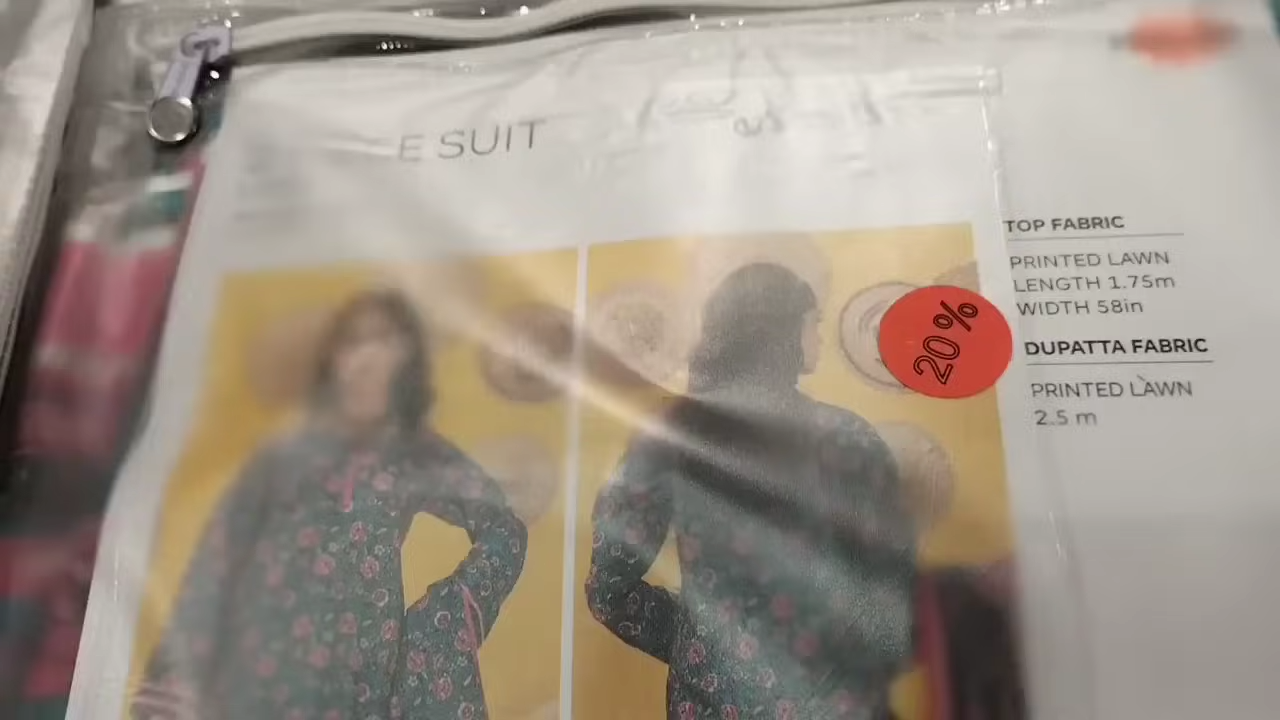 E SUIT
TOP FABRIC
PRINTED LAWN
LENGTH 1.75m
WIDTH 58in
20%
DUPATTA FABRIC
PRINTED LAWN
2.5 m